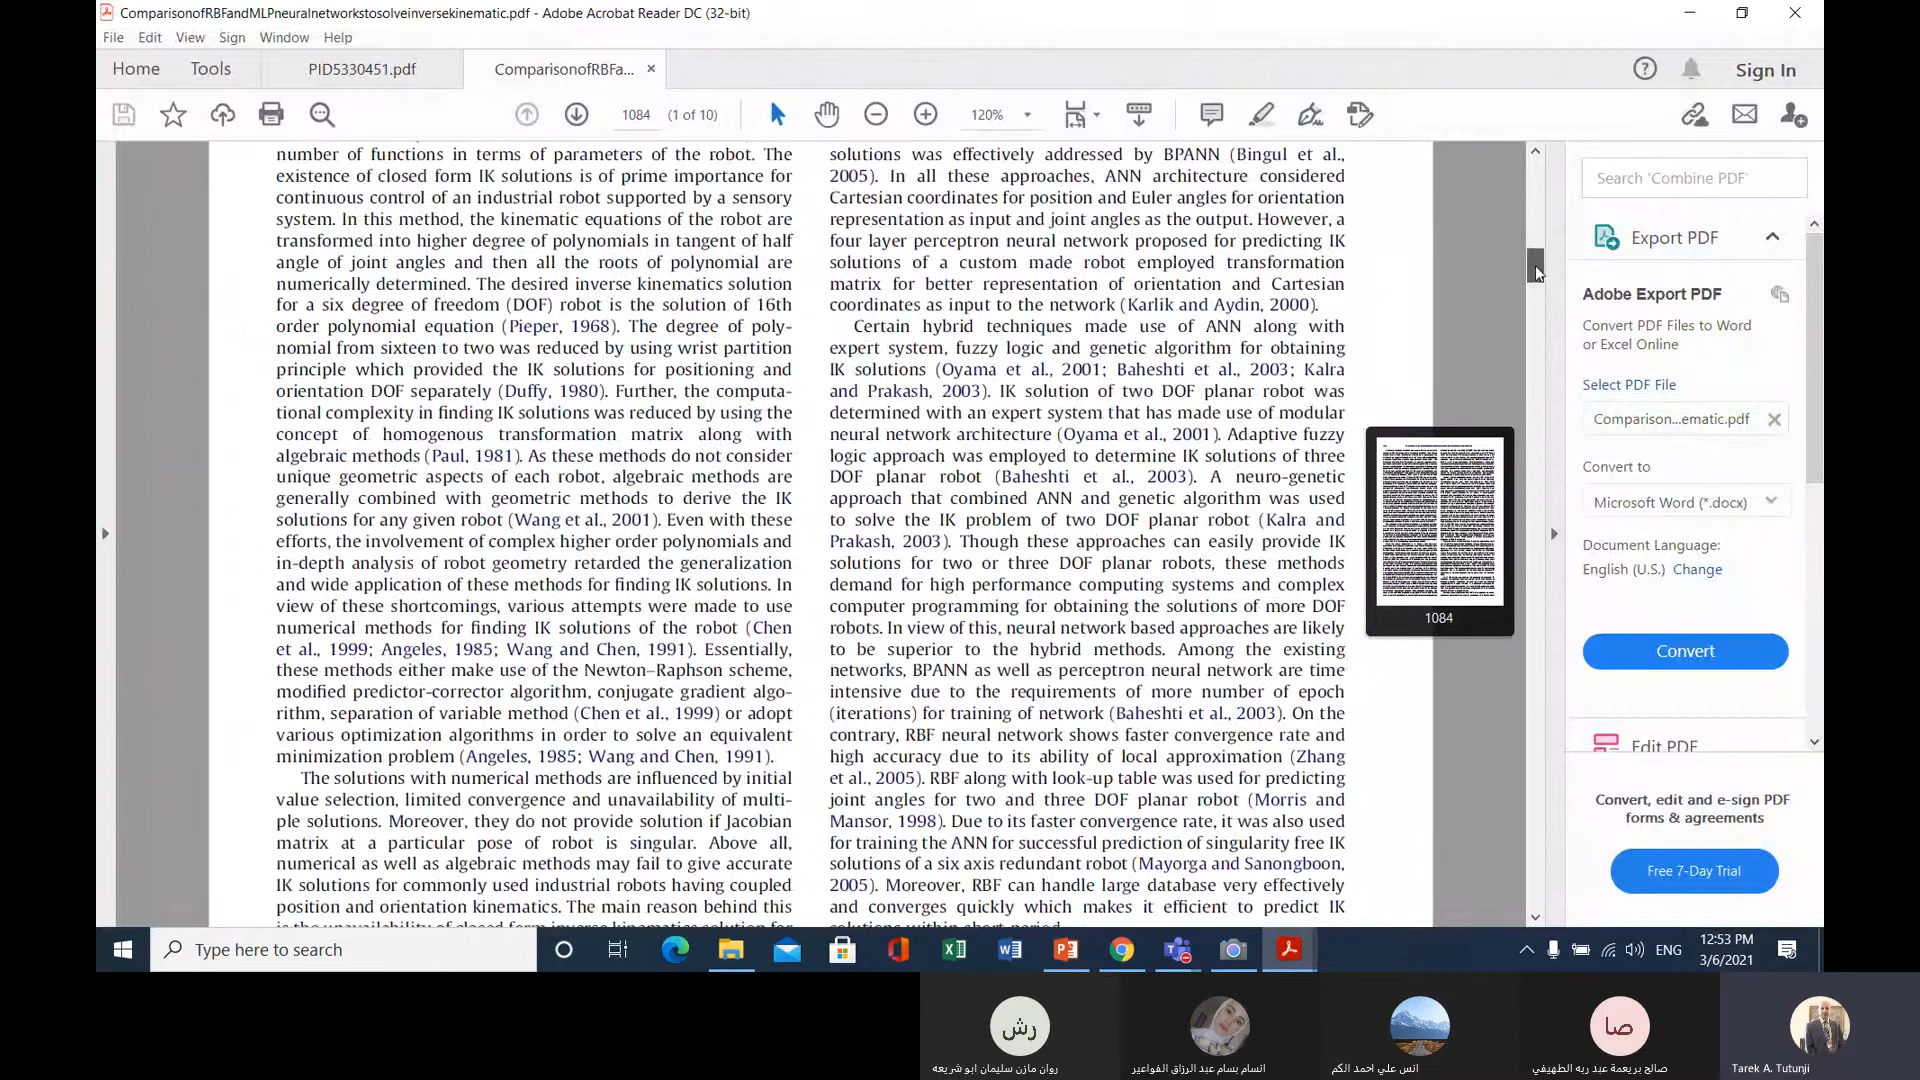 ComparisonofRBFandMLPneuralnetworkstosolveinversekinematic.pdf - Adobe Acrobat Reader DC (32-bit)
File Edit View Sign Window Help
Home Tools PID5330451.pdf ComparisonofRBFa... × Sign In
1084 (1 of 10) 120%
number of functions in terms of parameters of the robot. The
existence of closed form IK solutions is of prime importance for
continuous control of an industrial robot supported by a sensory
system. In this method, the kinematic equations of the robot are
transformed into higher degree of polynomials in tangent of half
angle of joint angles and then all the roots of polynomial are
numerically determined. The desired inverse kinematics solution
for a six degree of freedom (DOF) robot is the solution of 16th
order polynomial equation (Pieper, 1968). The degree of poly-
nomial from sixteen to two was reduced by using wrist partition
principle which provided the IK solutions for positioning and
orientation DOF separately (Duffy, 1980). Further, the computa-
tional complexity in finding IK solutions was reduced by using the
concept of homogenous transformation matrix along with
algebraic methods (Paul, 1981). As these methods do not consider
unique geometric aspects of each robot, algebraic methods are
generally combined with geometric methods to derive the IK
solutions for any given robot (Wang et al., 2001). Even with these
efforts, the involvement of complex higher order polynomials and
in-depth analysis of robot geometry retarded the generalization
and wide application of these methods for finding IK solutions. In
view of these shortcomings, various attempts were made to use
numerical methods for finding IK solutions of the robot (Chen
et al., 1999; Angeles, 1985; Wang and Chen, 1991). Essentially,
these methods either make use of the Newton–Raphson scheme,
modified predictor-corrector algorithm, conjugate gradient algo-
rithm, separation of variable method (Chen et al., 1999) or adopt
various optimization algorithms in order to solve an equivalent
minimization problem (Angeles, 1985; Wang and Chen, 1991).
The solutions with numerical methods are influenced by initial
value selection, limited convergence and unavailability of multi-
ple solutions. Moreover, they do not provide solution if Jacobian
matrix at a particular pose of robot is singular. Above all,
numerical as well as algebraic methods may fail to give accurate
IK solutions for commonly used industrial robots having coupled
position and orientation kinematics. The main reason behind this
is the unavailability of closed form inverse kinematics solution for
solutions was effectively addressed by BPANN (Bingul et al.,
2005). In all these approaches, ANN architecture considered
Cartesian coordinates for position and Euler angles for orientation
representation as input and joint angles as the output. However, a
four layer perceptron neural network proposed for predicting IK
solutions of a custom made robot employed transformation
matrix for better representation of orientation and Cartesian
coordinates as input to the network (Karlik and Aydin, 2000).
Certain hybrid techniques made use of ANN along with
expert system, fuzzy logic and genetic algorithm for obtaining
IK solutions (Oyama et al., 2001; Baheshti et al., 2003; Kalra
and Prakash, 2003). IK solution of two DOF planar robot was
determined with an expert system that has made use of modular
neural network architecture (Oyama et al., 2001). Adaptive fuzzy
logic approach was employed to determine IK solutions of three
DOF planar robot (Baheshti et al., 2003). A neuro-genetic
approach that combined ANN and genetic algorithm was used
to solve the IK problem of two DOF planar robot (Kalra and
Prakash, 2003). Though these approaches can easily provide IK
solutions for two or three DOF planar robots, these methods
demand for high performance computing systems and complex
computer programming for obtaining the solutions of more DOF
robots. In view of this, neural network based approaches are likely
to be superior to the hybrid methods. Among the existing
networks, BPANN as well as perceptron neural network are time
intensive due to the requirements of more number of epoch
(iterations) for training of network (Baheshti et al., 2003). On the
contrary, RBF neural network shows faster convergence rate and
high accuracy due to its ability of local approximation (Zhang
et al., 2005). RBF along with look-up table was used for predicting
joint angles for two and three DOF planar robot (Morris and
Mansor, 1998). Due to its faster convergence rate, it was also used
for training the ANN for successful prediction of singularity free IK
solutions of a six axis redundant robot (Mayorga and Sanongboon,
2005). Moreover, RBF can handle large database very effectively
and converges quickly which makes it efficient to predict IK
solutions within short period.
1084
Search 'Combine PDF'
Export PDF
Adobe Export PDF
Convert PDF Files to Word
or Excel Online
Select PDF File
Comparison...ematic.pdf
Convert to
Microsoft Word (*.docx)
Document Language:
English (U.S.) Change
Convert
Edit PDF
Convert, edit and e-sign PDF
forms & agreements
Free 7-Day Trial
Type here to search
ENG
12:53 PM
3/6/2021
رش
صا
روان مازن سليمان ابو شريعه
انسام بسام عبد الرزاق الفواعير
انس علي احمد الكم
صالح بريعمة عبد ربه الطهيفي
Tarek A. Tutunji